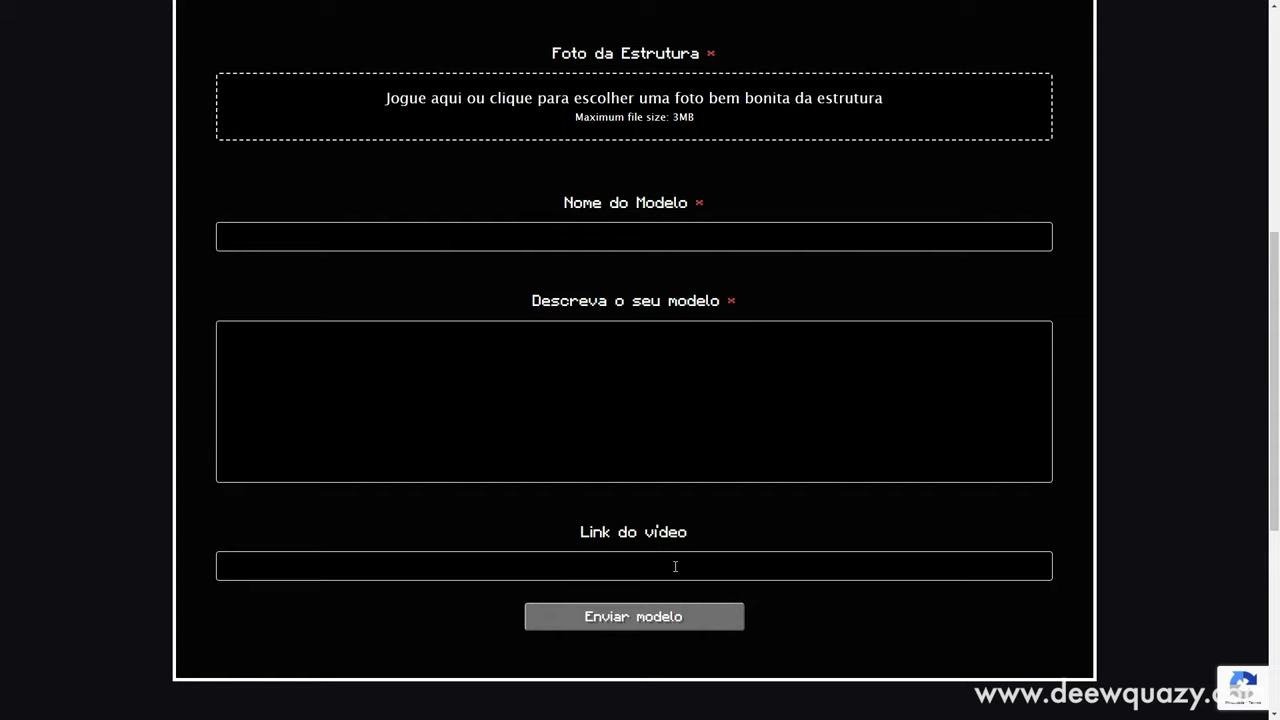 Foto da Estrutura *
Jogue aqui ou clique para escolher uma foto bem bonita da estrutura
Maximum file size: 3MB
Nome do Modelo *
Descreva o seu modelo *
Link do vídeo
Enviar modelo
www.deewquazy.